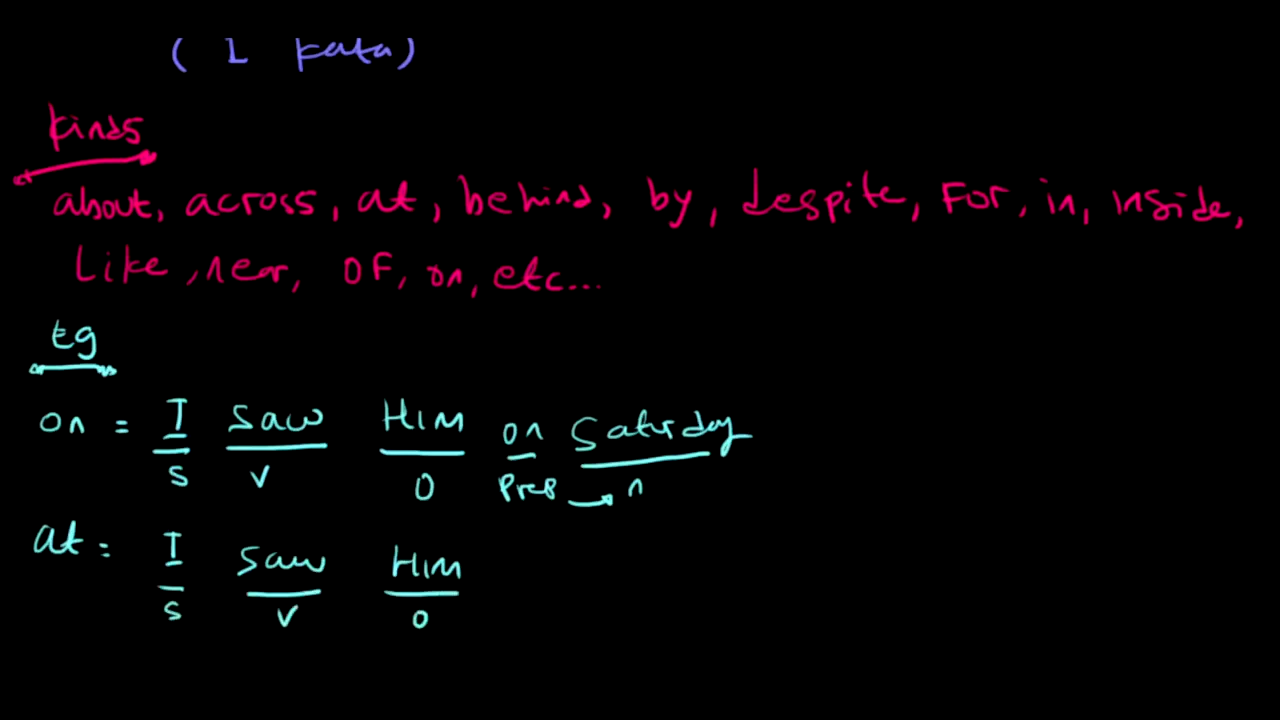 ( 1 kata)
kinds
about, across, at, behind, by, despite, For, in, inside,
Like, near, OF, on, etc...
Eg
on = I saw HIM on Saturday
s v o Prep n
at = I saw HIM
s v o